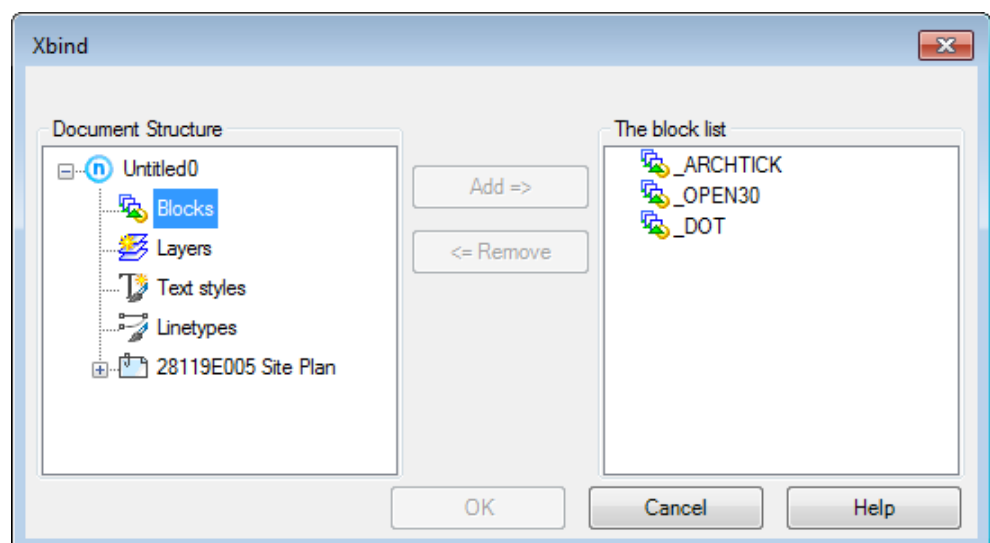 Xbind
Document Structure
The block list
n Untitled0
Blocks
Layers
Text styles
Linetypes
28119E005 Site Plan
Add =>
<= Remove
_ARCHTICK
_OPEN30
_DOT
OK Cancel Help